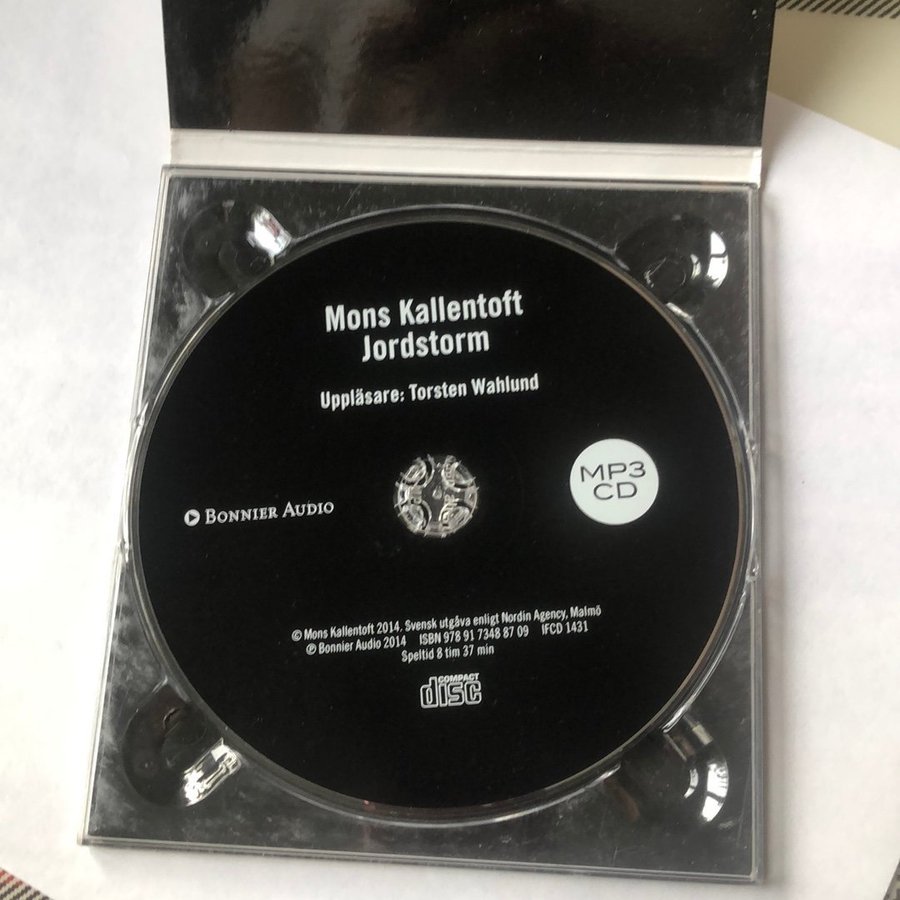 Mons Kallentoft
Jordstorm
Uppläsare: Torsten Wahlund
MP3
CD
BONNIER AUDIO
© Mons Kallentoft 2014. Svensk utgåva enligt Nordin Agency, Malmö
℗ Bonnier Audio 2014 ISBN 978 91 7348 87 09 IFCD 1431
Speltid 8 tim 37 min
COMPACT
disc